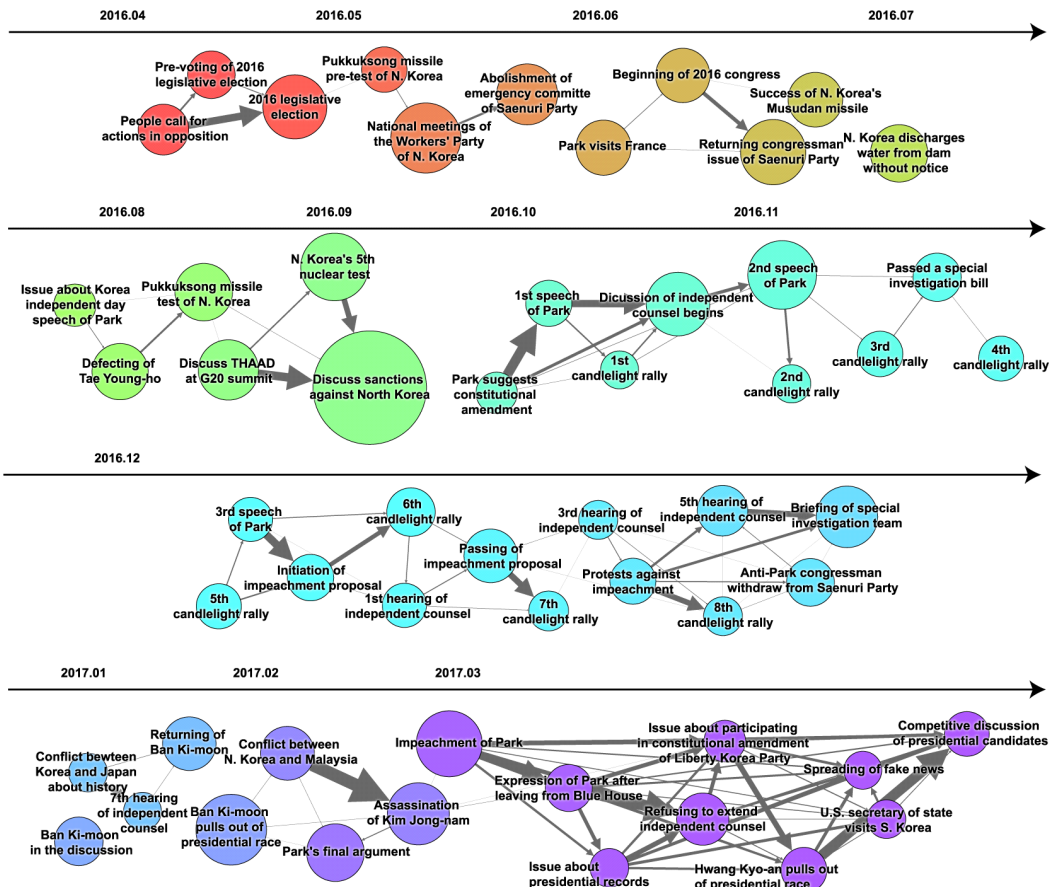 2016.04
2016.05
2016.06
2016.07
Pre-voting of 2016
legislative election
People call for
actions in opposition
2016 legislative
election
Pukkuksong missile
pre-test of N. Korea
National meetings of
the Workers' Party
of N. Korea
Abolishment of
emergency committe
of Saenuri Party
Park visits France
Beginning of 2016 congress
Returning congressman
issue of Saenuri Party
Success of N. Korea's
Musudan missile
N. Korea discharges
water from dam
without notice
2016.08
2016.09
2016.10
2016.11
Issue about Korea
independent day
speech of Park
Defecting of
Tae Young-ho
Pukkuksong missile
test of N. Korea
Discuss THAAD
at G20 summit
N. Korea's 5th
nuclear test
Discuss sanctions
against North Korea
Park suggests
constitutional
amendment
1st speech
of Park
1st
candlelight rally
Dicussion of independent
counsel begins
2nd speech
of Park
2nd
candlelight rally
3rd
candlelight rally
Passed a special
investigation bill
4th
candlelight rally
2016.12
3rd speech
of Park
5th
candlelight rally
Initiation of
impeachment proposal
6th
candlelight rally
1st hearing of
independent counsel
Passing of
impeachment proposal
7th
candlelight rally
3rd hearing of
independent counsel
Protests against
impeachment
5th hearing of
independent counsel
8th
candlelight rally
Briefing of special
investigation team
Anti-Park congressman
withdraw from Saenuri Party
2017.01
2017.02
2017.03
Conflict bewteen
Korea and Japan
about history
Returning of
Ban Ki-moon
7th hearing
of independent
counsel
Ban Ki-moon
in the discussion
Ban Ki-moon
pulls out of
presidential race
Conflict between
N. Korea and Malaysia
Park's final argument
Assassination
of Kim Jong-nam
Impeachment of Park
Expression of Park after
leaving from Blue House
Issue about
presidential records
Issue about participating
in constitutional amendment
of Liberty Korea Party
Refusing to extend
independent counsel
Hwang Kyo-an pulls out
of presidential race
Spreading of fake news
U.S. secretary of state
visits S. Korea
Competitive discussion
of presidential candidates